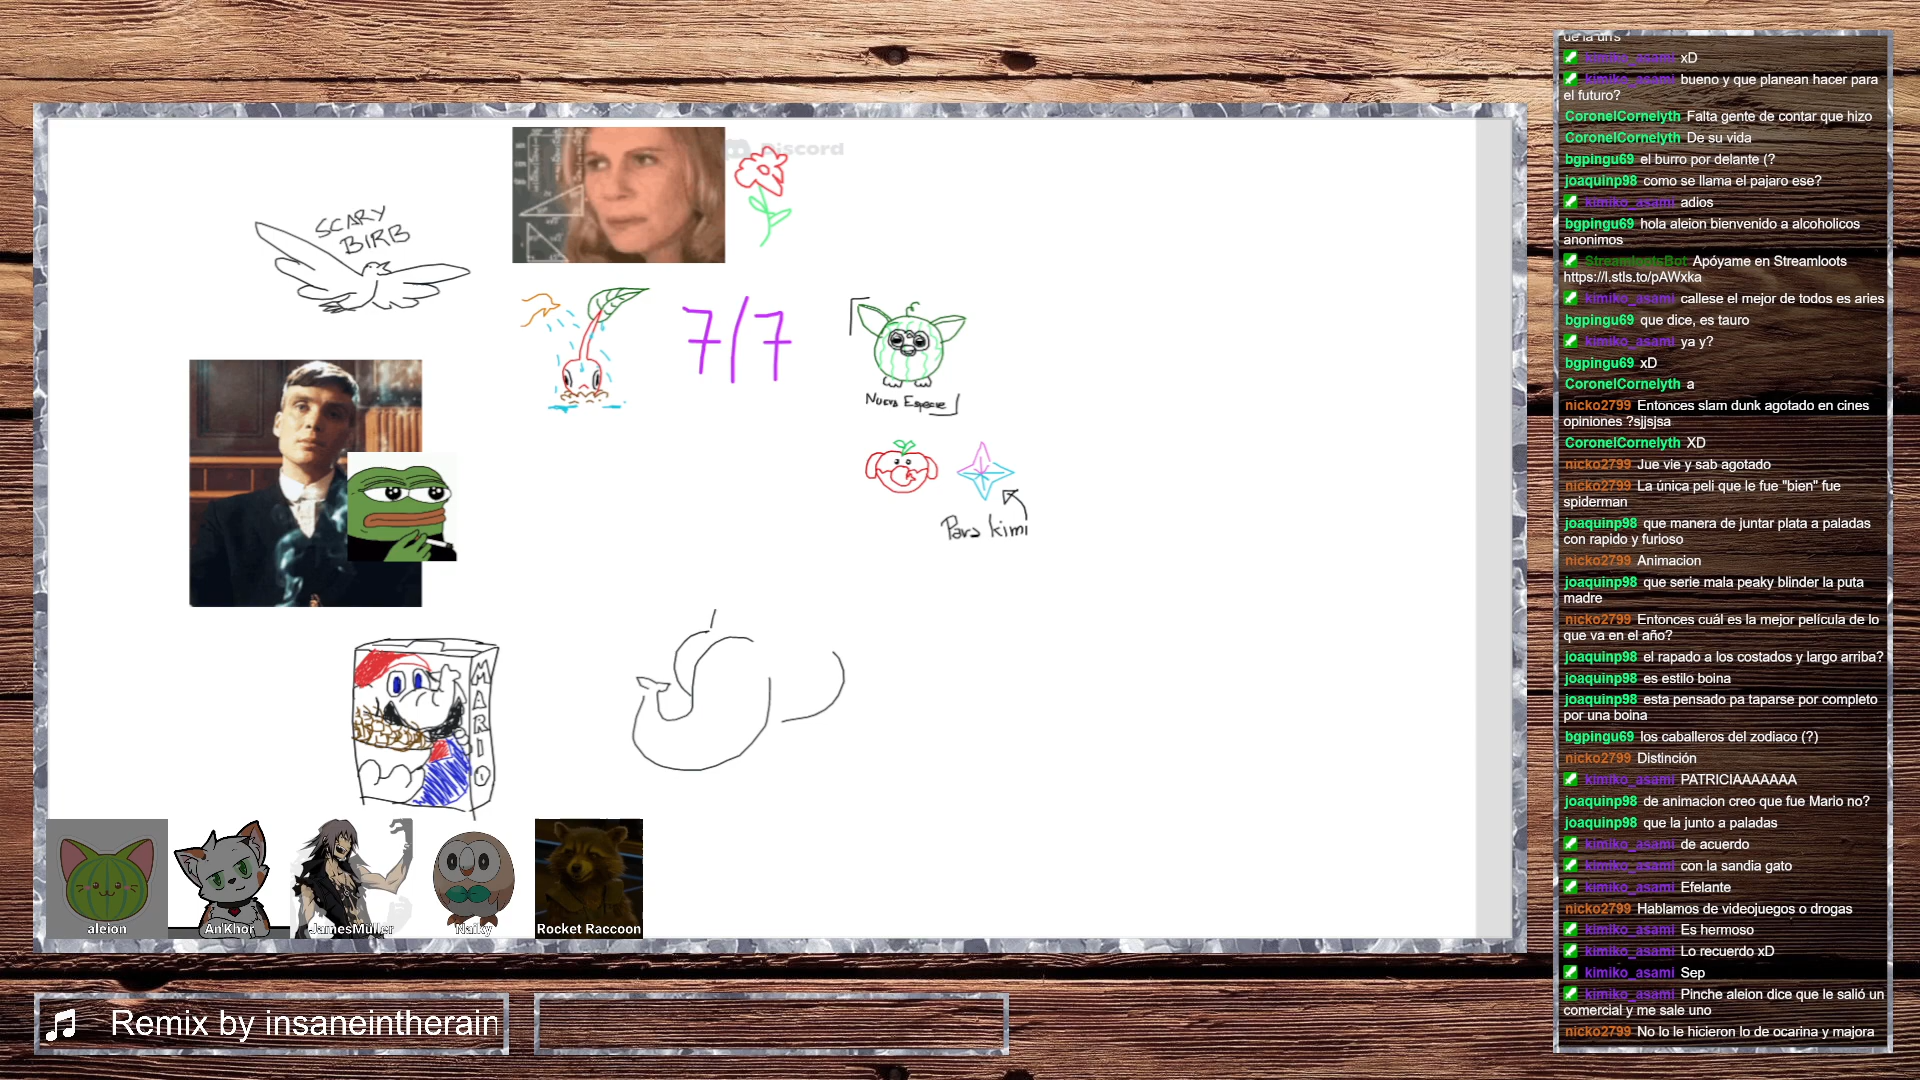 Discord
SCARY
BIRB
7/7
Nueva Especie
Para kimi
MARIO
aleion
An'Khor
JamesMüller
Naiky
Rocket Raccoon
Remix by insaneintherain
de la urrs
kimiko_asami xD
kimiko_asami bueno y que planean hacer para
el futuro?
CoronelCornelyth Falta gente de contar que hizo
CoronelCornelyth De su vida
bgpingu69 el burro por delante (?
joaquinp98 como se llama el pajaro ese?
kimiko_asami adios
bgpingu69 hola aleion bienvenido a alcoholicos
anonimos
StreamlootsBot Apóyame en Streamloots
https://l.stls.to/pAWxka
kimiko_asami callese el mejor de todos es aries
bgpingu69 que dice, es tauro
kimiko_asami ya y?
bgpingu69 xD
CoronelCornelyth a
nicko2799 Entonces slam dunk agotado en cines
opiniones ?sjjsjsa
CoronelCornelyth XD
nicko2799 Jue vie y sab agotado
nicko2799 La única peli que le fue "bien" fue
spiderman
joaquinp98 que manera de juntar plata a paladas
con rapido y furioso
nicko2799 Animacion
joaquinp98 que serie mala peaky blinder la puta
madre
nicko2799 Entonces cuál es la mejor película de lo
que va en el año?
joaquinp98 el rapado a los costados y largo arriba?
joaquinp98 es estilo boina
joaquinp98 esta pensado pa taparse por completo
por una boina
bgpingu69 los caballeros del zodiaco (?)
nicko2799 Distinción
kimiko_asami PATRICIAAAAAAA
joaquinp98 de animacion creo que fue Mario no?
joaquinp98 que la junto a paladas
kimiko_asami de acuerdo
kimiko_asami con la sandia gato
kimiko_asami Efelante
nicko2799 Hablamos de videojuegos o drogas
kimiko_asami Es hermoso
kimiko_asami Lo recuerdo xD
kimiko_asami Sep
kimiko_asami Pinche aleion dice que le salió un
comercial y me sale uno
nicko2799 No lo le hicieron lo de ocarina y majora